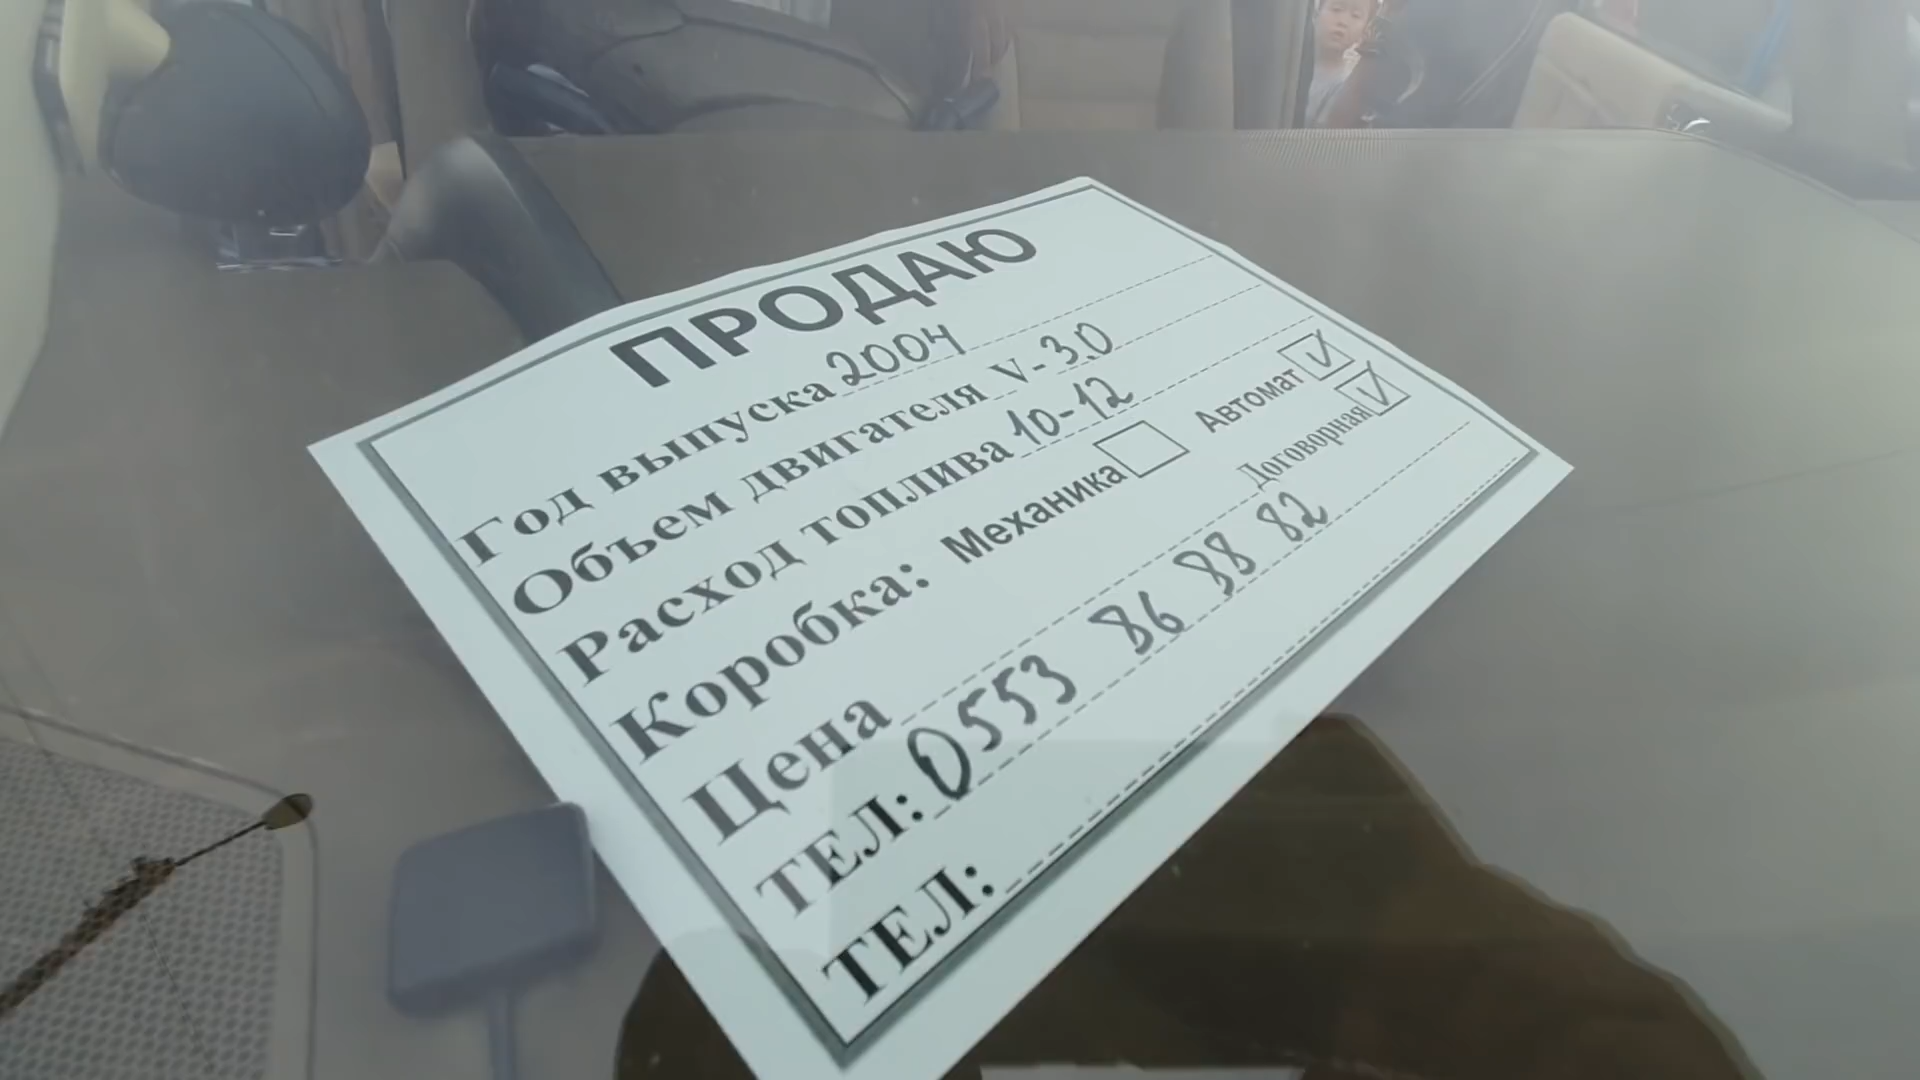 ПРОДАЮ
Год выпуска 2004
Объем двигателя V- 3.0
Расход топлива 10-12
Коробка: Механика Автомат
Цена Договорная
ТЕЛ: 0553 86 88 82
ТЕЛ: